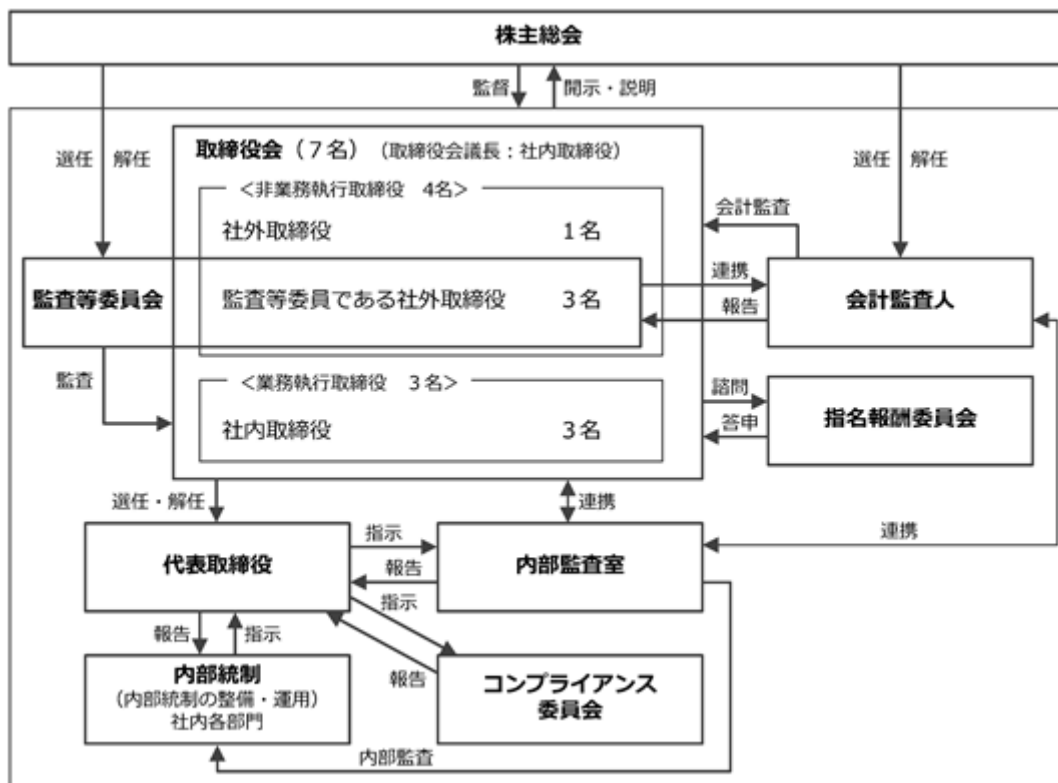 株主総会
監督
開示・説明
選任
解任
選任
解任
取締役会（７名）（取締役会議長：社内取締役）
＜非業務執行取締役　4名＞
社外取締役　１名
会計監査
監査等委員会
監査等委員である社外取締役　３名
連携
報告
会計監査人
監査
＜業務執行取締役　３名＞
社内取締役　３名
諮問
答申
指名報酬委員会
選任・解任
連携
代表取締役
指示
報告
内部監査室
連携
指示
報告
報告
指示
内部統制
（内部統制の整備・運用）
社内各部門
コンプライアンス
委員会
内部監査